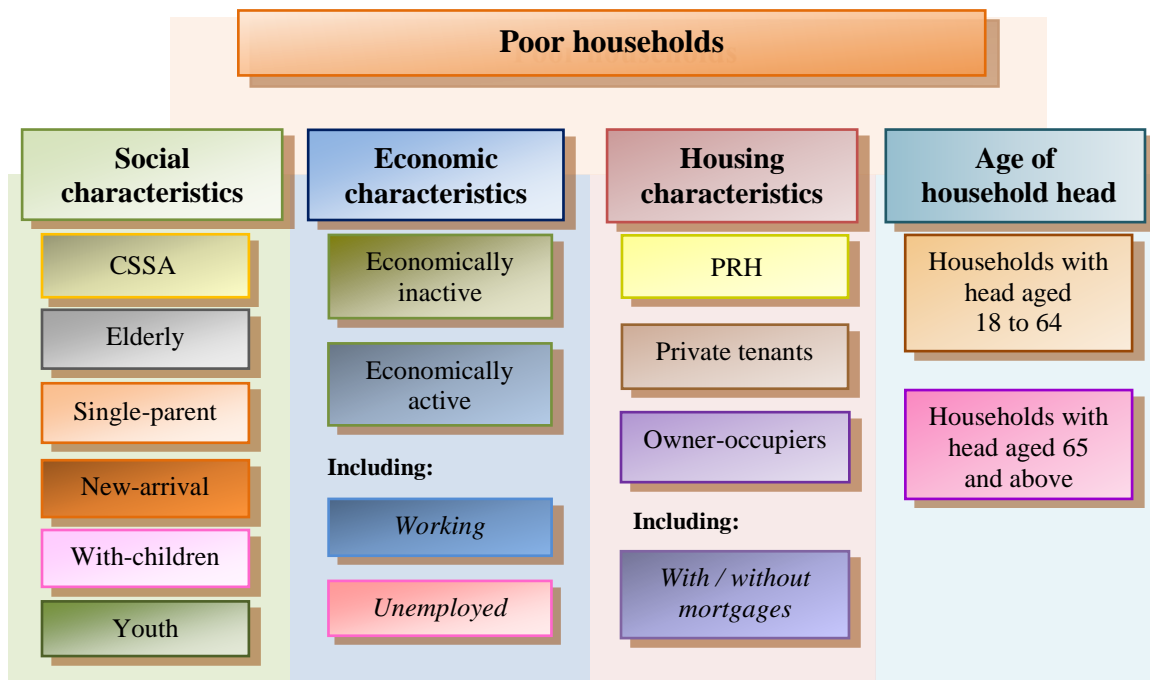 Poor households
Social
characteristics
CSSA
Elderly
Single-parent
New-arrival
With-children
Youth
Economic
characteristics
Economically
inactive
Economically
active
Including:
Working
Unemployed
Housing
characteristics
PRH
Private tenants
Owner-occupiers
Including:
With / without
mortgages
Age of
household head
Households with
head aged
18 to 64
Households with
head aged 65
and above